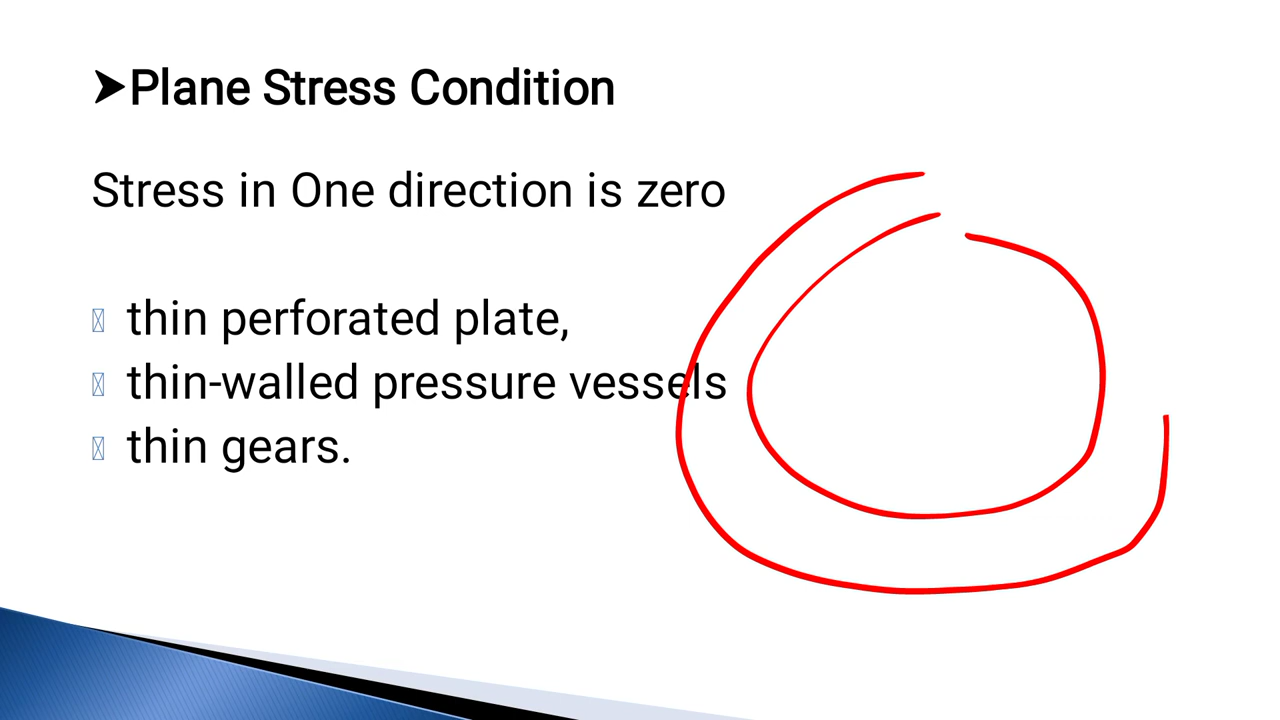 Plane Stress Condition
Stress in One direction is zero
thin perforated plate,
thin-walled pressure vessels
thin gears.